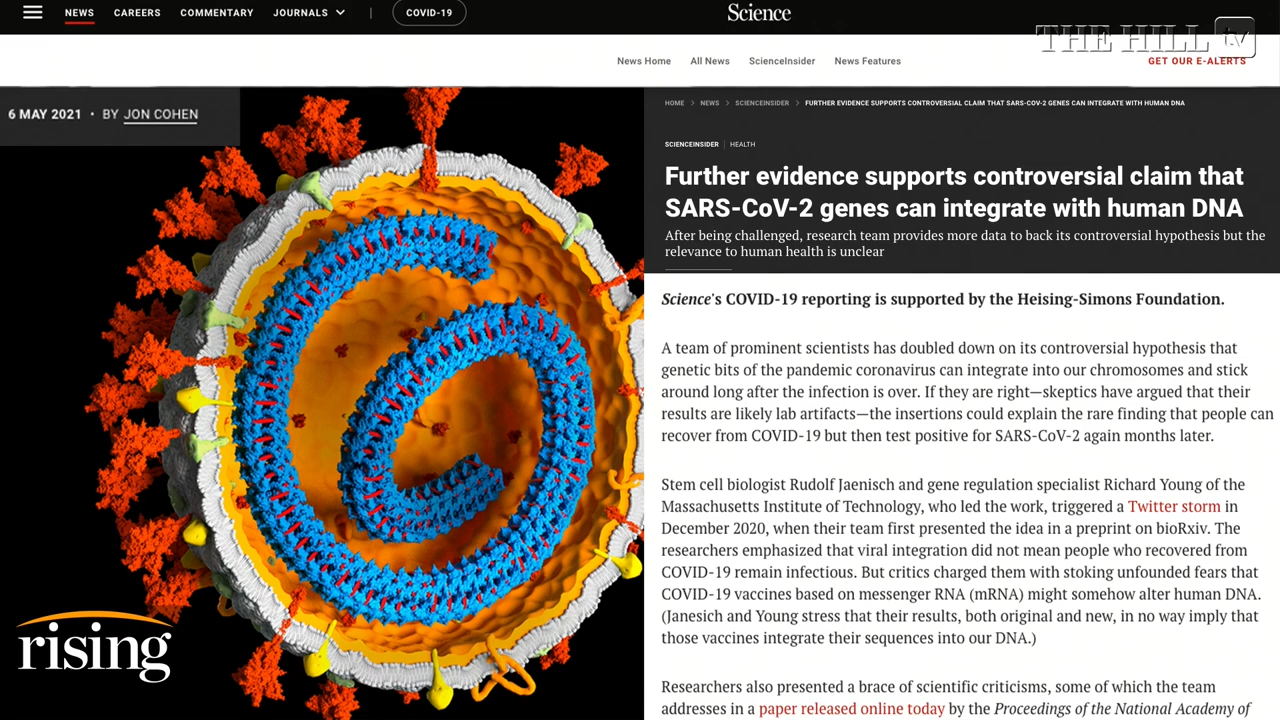 NEWS CAREERS COMMENTARY JOURNALS | COVID-19
Science
THE HILL tv
News Home All News ScienceInsider News Features
GET OUR E-ALERTS
6 MAY 2021 • BY JON COHEN
HOME > NEWS > SCIENCEINSIDER > FURTHER EVIDENCE SUPPORTS CONTROVERSIAL CLAIM THAT SARS-COV-2 GENES CAN INTEGRATE WITH HUMAN DNA
SCIENCEINSIDER | HEALTH
Further evidence supports controversial claim that
SARS-CoV-2 genes can integrate with human DNA
After being challenged, research team provides more data to back its controversial hypothesis but the
relevance to human health is unclear
Science's COVID-19 reporting is supported by the Heising-Simons Foundation.
A team of prominent scientists has doubled down on its controversial hypothesis that
genetic bits of the pandemic coronavirus can integrate into our chromosomes and stick
around long after the infection is over. If they are right—skeptics have argued that their
results are likely lab artifacts—the insertions could explain the rare finding that people can
recover from COVID-19 but then test positive for SARS-CoV-2 again months later.
Stem cell biologist Rudolf Jaenisch and gene regulation specialist Richard Young of the
Massachusetts Institute of Technology, who led the work, triggered a Twitter storm in
December 2020, when their team first presented the idea in a preprint on bioRxiv. The
researchers emphasized that viral integration did not mean people who recovered from
COVID-19 remain infectious. But critics charged them with stoking unfounded fears that
COVID-19 vaccines based on messenger RNA (mRNA) might somehow alter human DNA.
(Janesich and Young stress that their results, both original and new, in no way imply that
those vaccines integrate their sequences into our DNA.)
Researchers also presented a brace of scientific criticisms, some of which the team
addresses in a paper released online today by the Proceedings of the National Academy of
rising